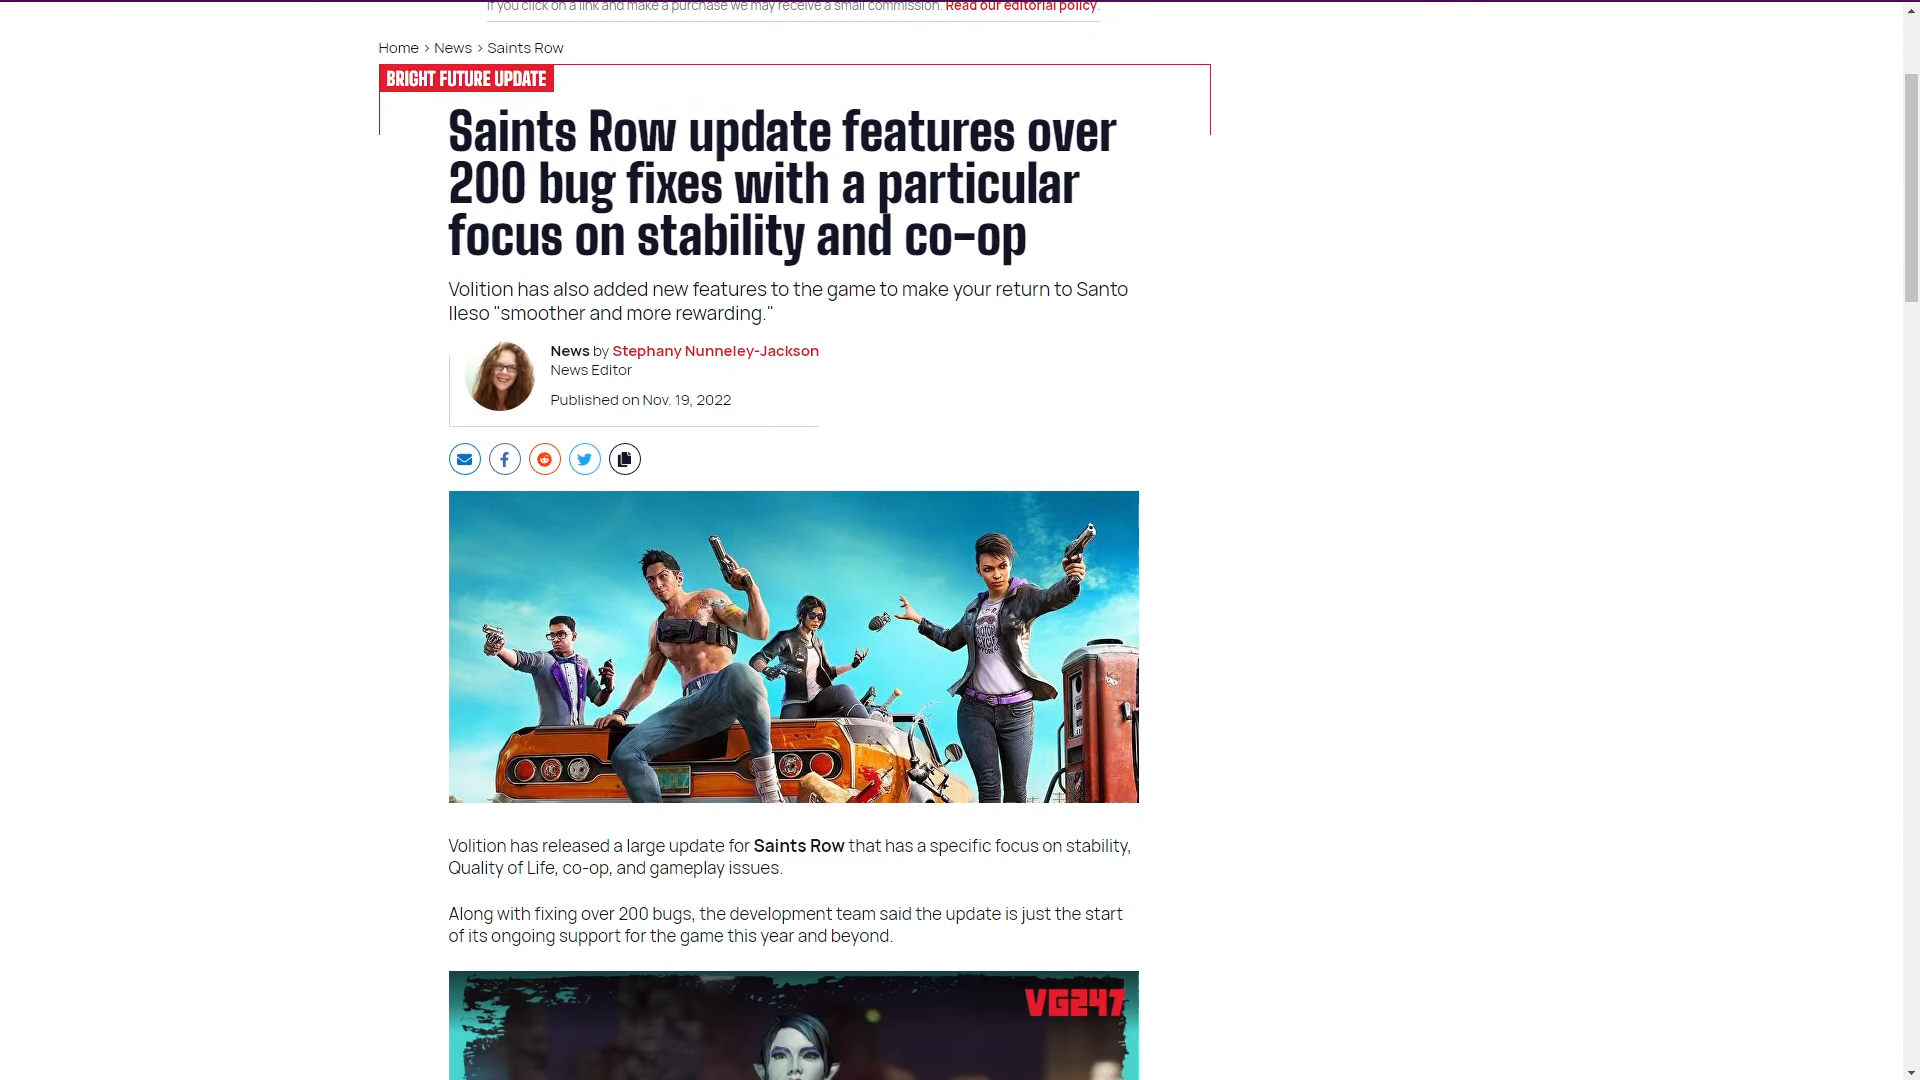 If you click on a link and make a purchase we may receive a small commission. Read our editorial policy.
Home > News > Saints Row
BRIGHT FUTURE UPDATE
Saints Row update features over
200 bug fixes with a particular
focus on stability and co-op
Volition has also added new features to the game to make your return to Santo
Ileso "smoother and more rewarding."
News by Stephany Nunneley-Jackson
News Editor
Published on Nov. 19, 2022
Volition has released a large update for Saints Row that has a specific focus on stability,
Quality of Life, co-op, and gameplay issues.
Along with fixing over 200 bugs, the development team said the update is just the start
of its ongoing support for the game this year and beyond.
VG247